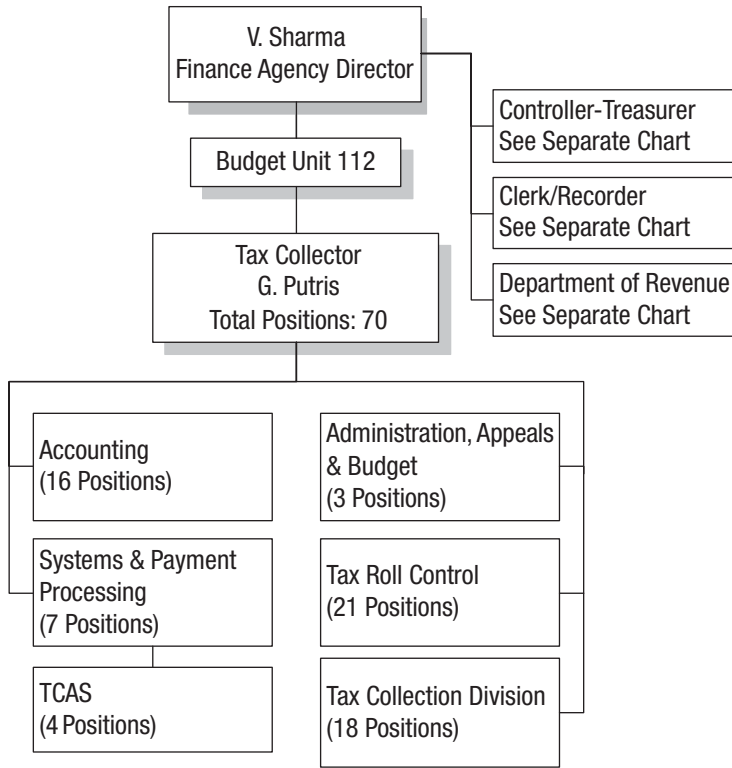 V. Sharma
Finance Agency Director
Controller-Treasurer
See Separate Chart
Budget Unit 112
Clerk/Recorder
See Separate Chart
Tax Collector
G. Putris
Total Positions: 70
Department of Revenue
See Separate Chart
Accounting
(16 Positions)
Administration, Appeals
& Budget
(3 Positions)
Systems & Payment
Processing
(7 Positions)
Tax Roll Control
(21 Positions)
TCAS
(4 Positions)
Tax Collection Division
(18 Positions)